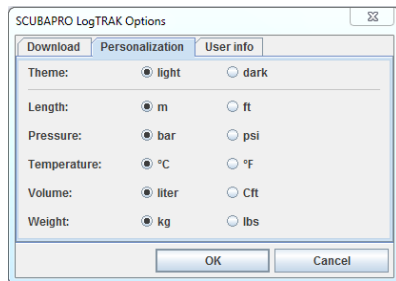 SCUBAPRO LogTRAK Options
Download Personalization User info
Theme: light dark
Length: m ft
Pressure: bar psi
Temperature: °C °F
Volume: liter Cft
Weight: kg lbs
OK Cancel